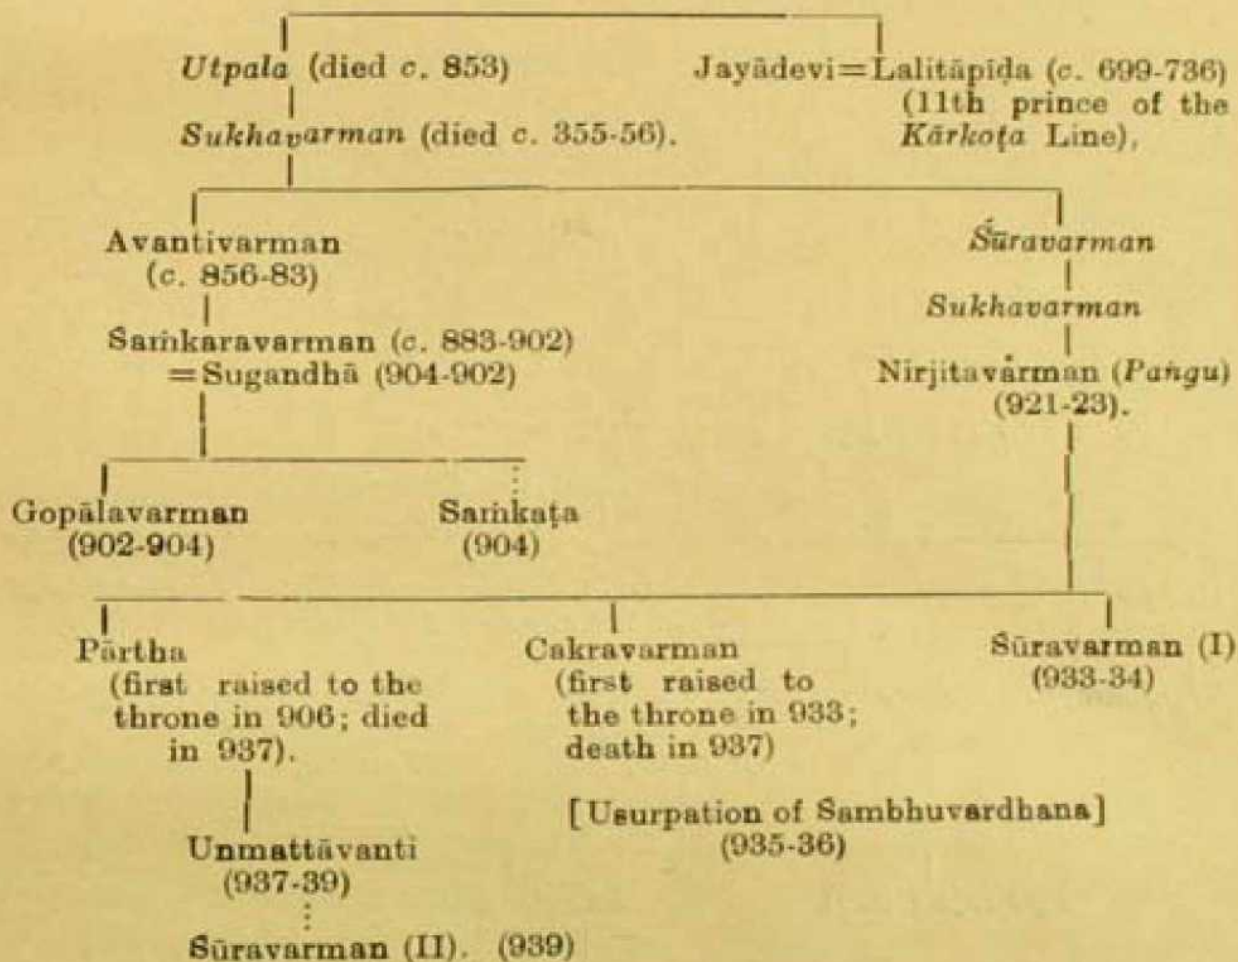 Utpala (died c. 853) Jayādevi=Lalitāpīḍa (c. 699-736)
(11th prince of the
Sukhavarman (died c. 355-56). Kārkoṭa Line),
Avantivarman Śūravarman
(c. 856-83)
Sukhavarman
Saṁkaravarman (c. 883-902)
=Sugandhā (904-902) Nirjitavarman (Paṅgu)
(921-23).
Gopālavarman Saṁkaṭa
(902-904) (904)
Pārtha Cakravarman Sūravarman (I)
(first raised to the (first raised to (933-34)
throne in 906; died the throne in 933;
in 937). death in 937)
[Usurpation of Sambhuvardhana]
Unmattāvanti (935-36)
(937-39)
Sūravarman (II). (939)